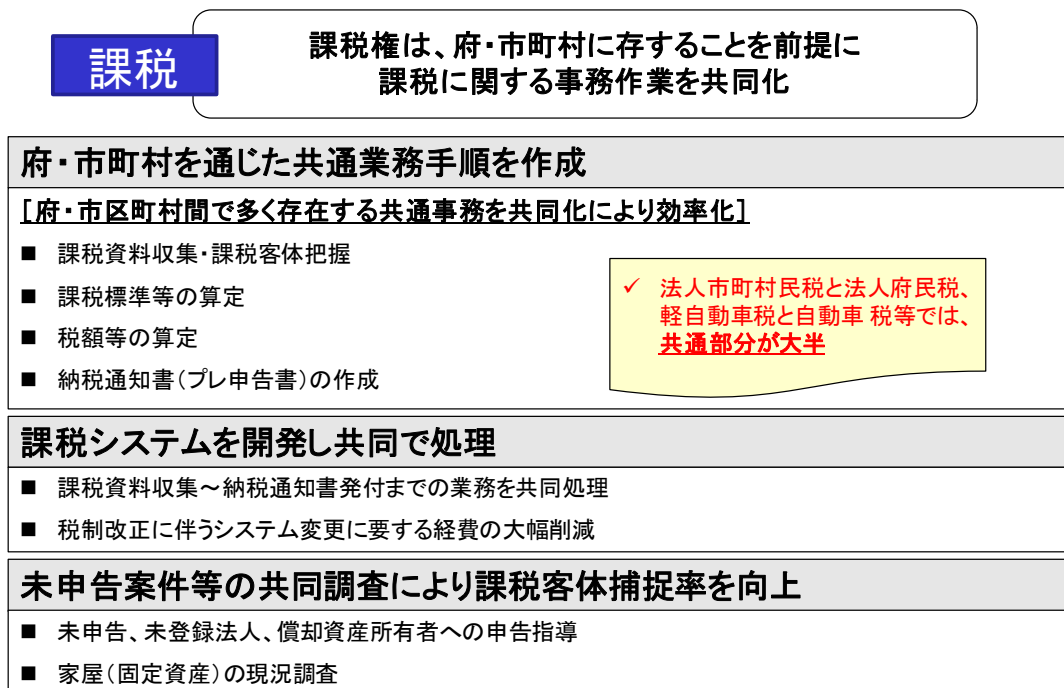 課税
課税権は、府・市町村に存することを前提に
課税に関する事務作業を共同化
府・市町村を通じた共通業務手順を作成
[府・市区町村間で多く存在する共通事務を共同化により効率化]
■ 課税資料収集・課税客体把握
■ 課税標準等の算定
■ 税額等の算定
■ 納税通知書(プレ申告書)の作成
✓ 法人市町村民税と法人府民税、
軽自動車税と自動車 税等では、
共通部分が大半
課税システムを開発し共同で処理
■ 課税資料収集～納税通知書発付までの業務を共同処理
■ 税制改正に伴うシステム変更に要する経費の大幅削減
未申告案件等の共同調査により課税客体捕捉率を向上
■ 未申告、未登録法人、償却資産所有者への申告指導
■ 家屋(固定資産)の現況調査